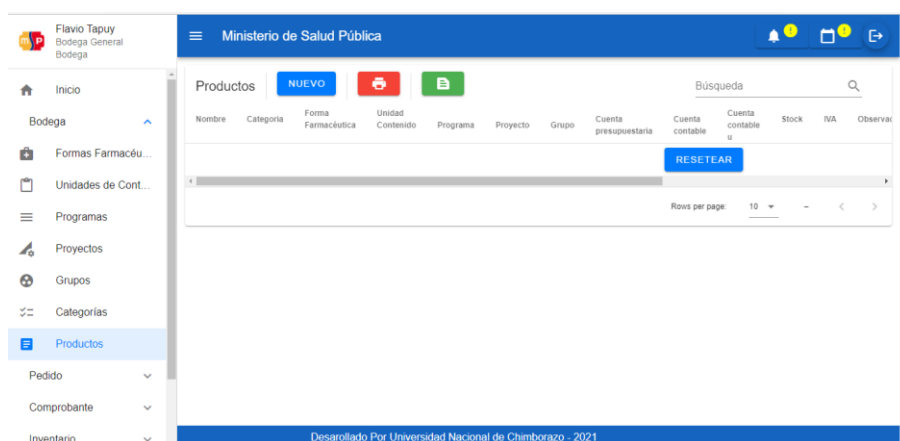 Flavio Tapuy
Bodega General
Bodega
Ministerio de Salud Pública
Inicio
Bodega
Formas Farmacéu...
Unidades de Cont...
Programas
Proyectos
Grupos
Categorías
Productos
Pedido
Comprobante
Inventario
Productos
NUEVO
Búsqueda
Nombre
Categoria
Forma
Farmacéutica
Unidad
Contenido
Programa
Proyecto
Grupo
Cuenta
presupuestaria
Cuenta
contable
Cuenta
contable
u
Stock
IVA
Observac
RESETEAR
Rows per page:
10
–
Desarollado Por Universidad Nacional de Chimborazo - 2021